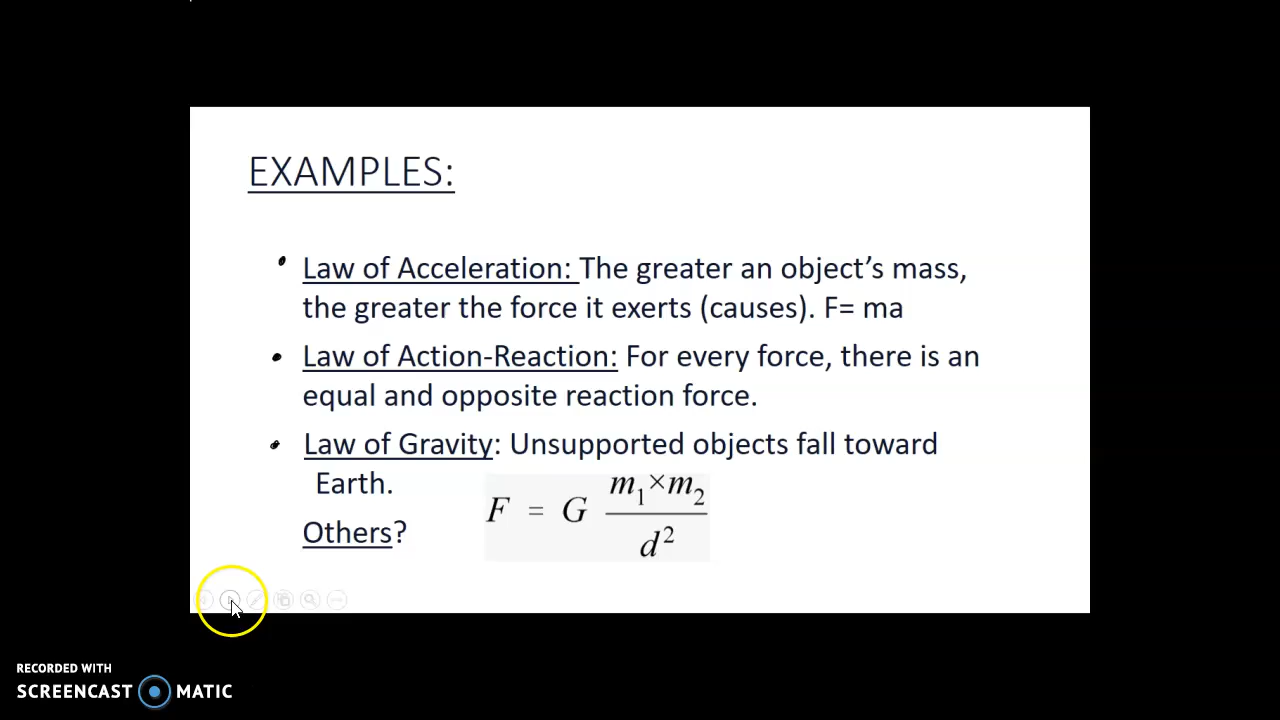 EXAMPLES:
• Law of Acceleration: The greater an object’s mass,
the greater the force it exerts (causses). F= ma
• Law of Action-Reaction: For every force, there is an
equal and opposite reaction force.
• Law of Gravity: Unsupported objects fall toward
Earth.
F = G m₁×m₂ / d²
Others?
RECORDED WITH
SCREENCAST MATIC